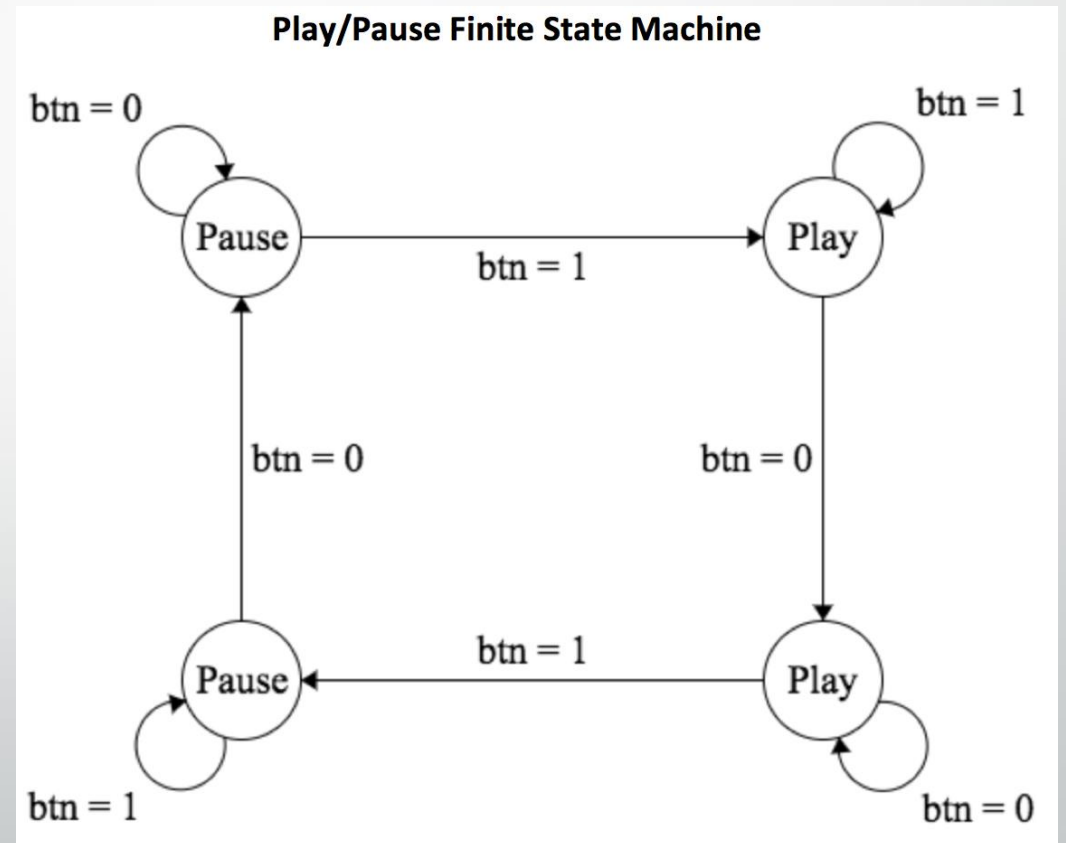 Play/Pause Finite State Machine
btn = 0
btn = 1
Pause
Play
btn = 1
btn = 0
btn = 0
btn = 1
Pause
Play
btn = 1
btn = 0